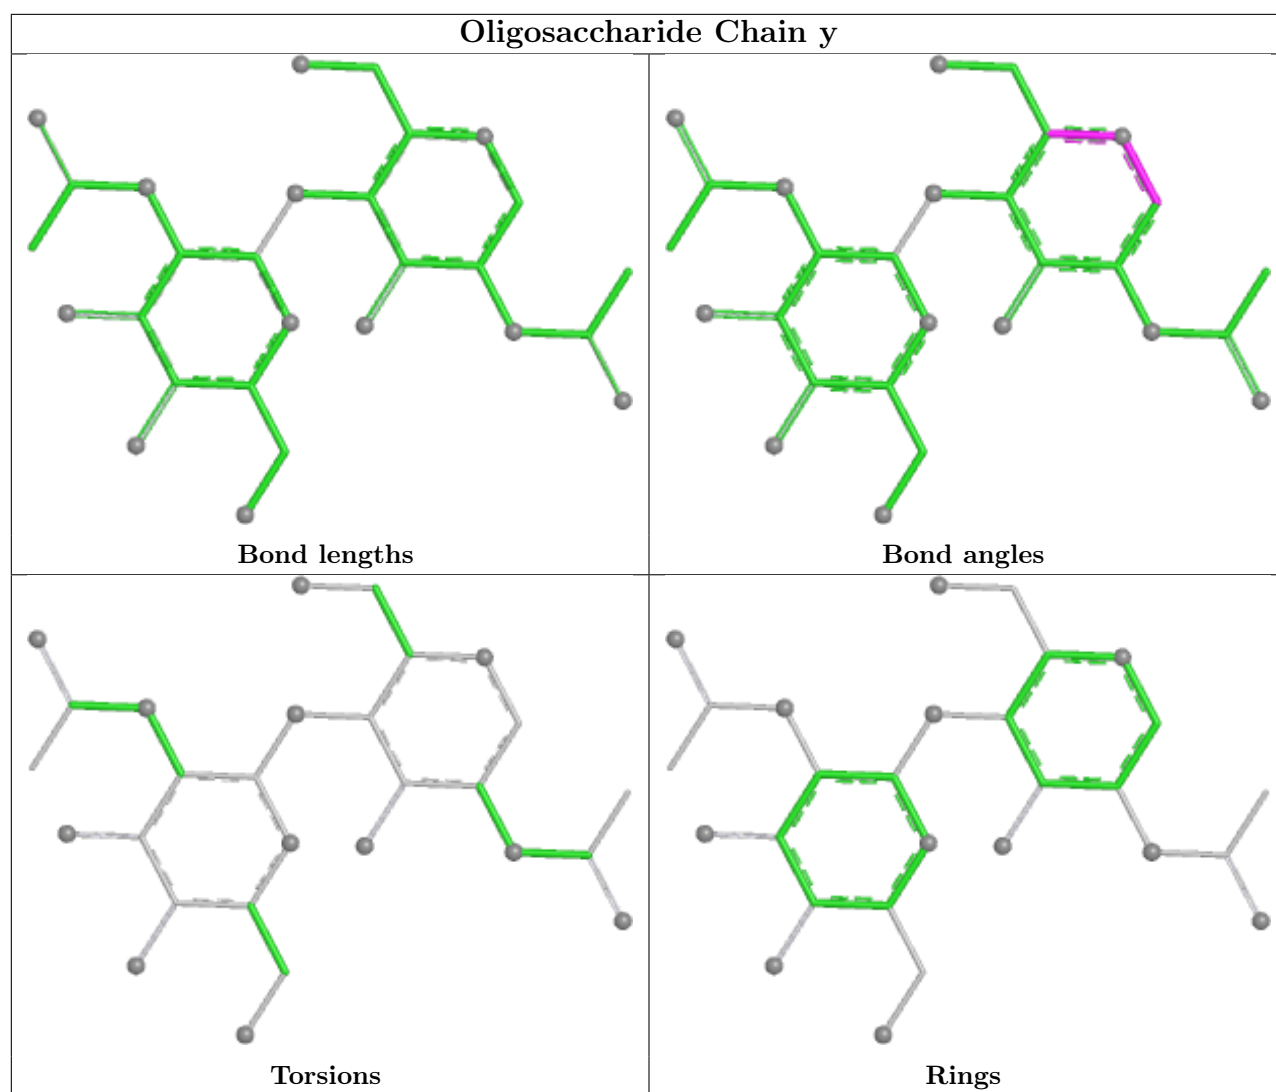 Oligosaccharide Chain y
Bond lengths
Bond angles
Torsions
Rings